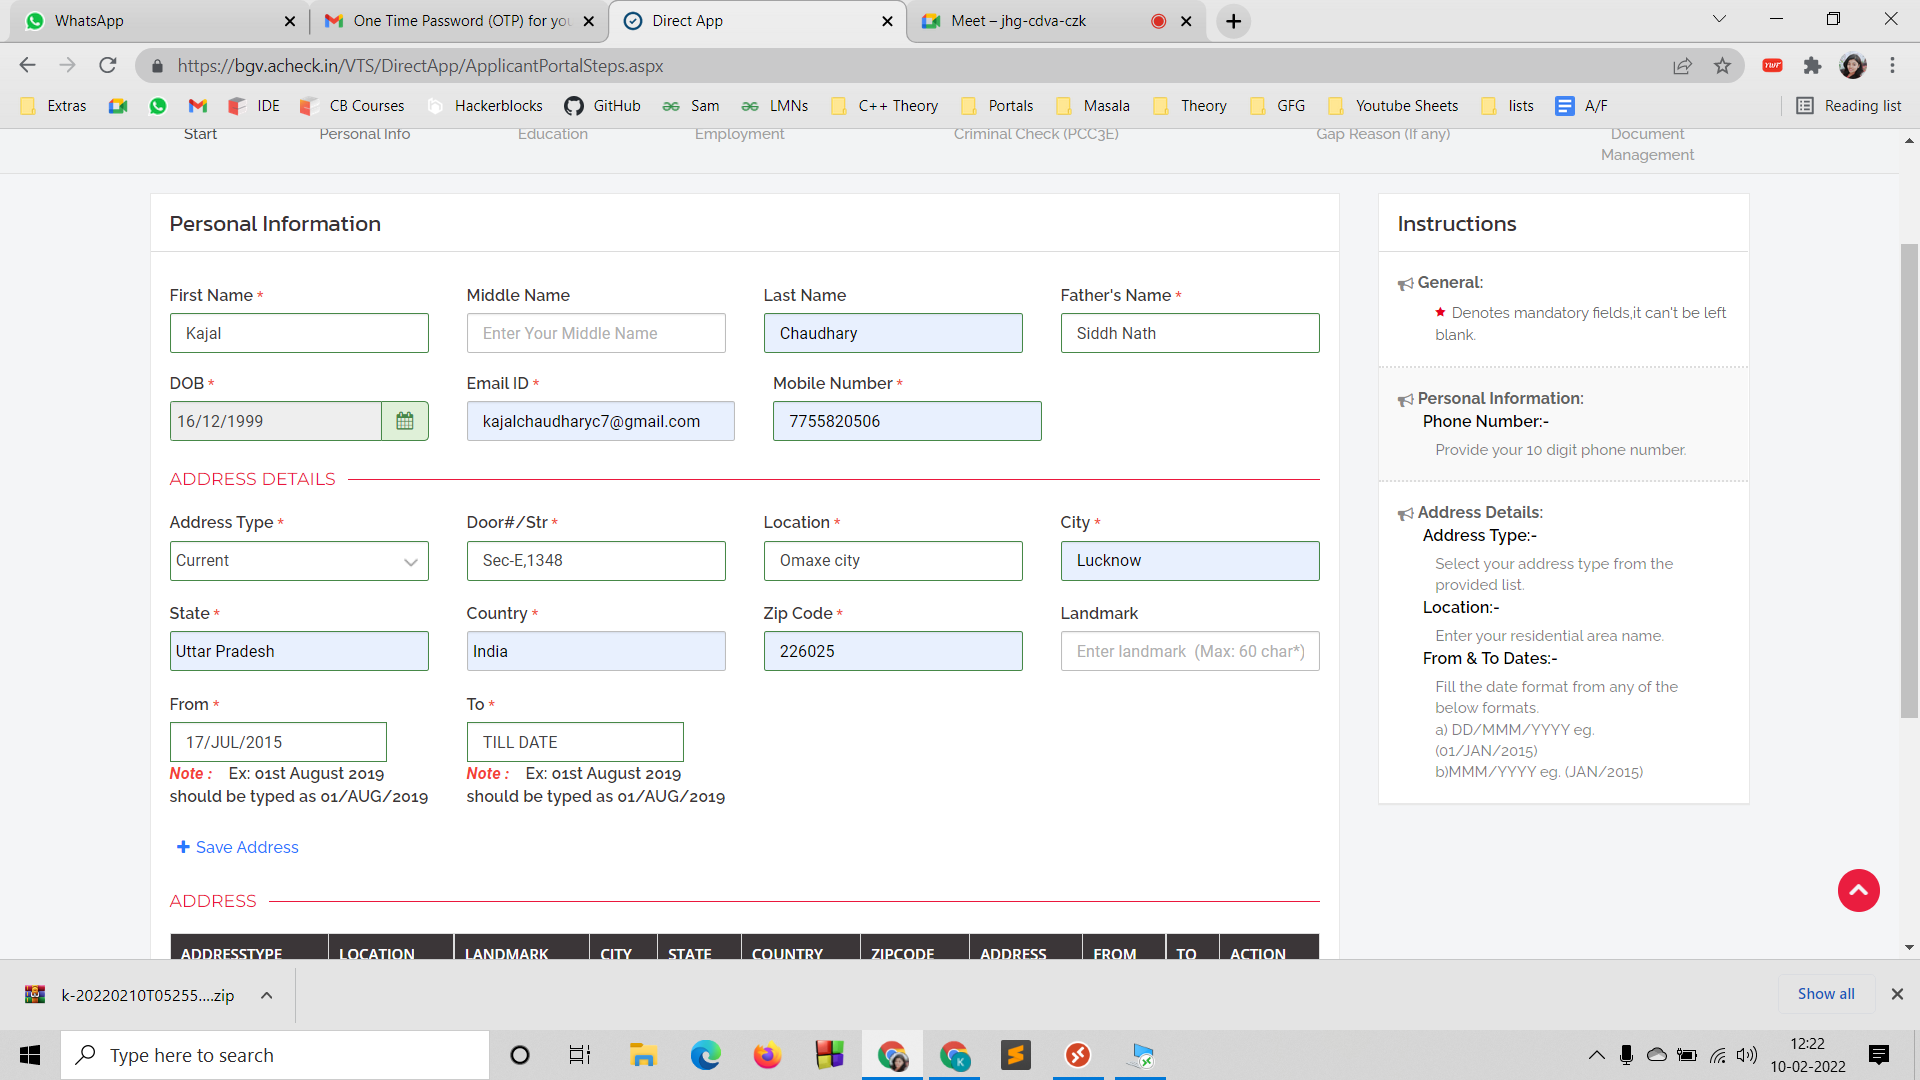 WhatsApp
One Time Password (OTP) for yo
Direct App
Meet – jhg-cdva-czk
https://bgv.acheck.in/VTS/DirectApp/ApplicantPortalSteps.aspx
Extras
IDE
CB Courses
Hackerblocks
GitHub
Sam
LMNs
C++ Theory
Portals
Masala
Theory
GFG
Youtube Sheets
lists
A/F
Reading list
Start
Personal Info
Education
Employment
Criminal Check (PCC3E)
Gap Reason (If any)
Document
Management
Personal Information
First Name *
Middle Name
Last Name
Father's Name *
Kajal
Enter Your Middle Name
Chaudhary
Siddh Nath
DOB *
Email ID *
Mobile Number *
16/12/1999
kajalchaudharyc7@gmail.com
7755820506
ADDRESS DETAILS
Address Type *
Door#/Str *
Location *
City *
Current
Sec-E,1348
Omaxe city
Lucknow
State *
Country *
Zip Code *
Landmark
Uttar Pradesh
India
226025
Enter landmark (Max: 60 char*)
From *
To *
17/JUL/2015
TILL DATE
Note : Ex: 01st August 2019
should be typed as 01/AUG/2019
Note : Ex: 01st August 2019
should be typed as 01/AUG/2019
Save Address
ADDRESS
ADDRESSTYPE
LOCATION
LANDMARK
CITY
STATE
COUNTRY
ZIPCODE
ADDRESS
FROM
TO
ACTION
Instructions
General:
Denotes mandatory fields,it can't be left
blank.
Personal Information:
Phone Number:-
Provide your 10 digit phone number.
Address Details:
Address Type:-
Select your address type from the
provided list.
Location:-
Enter your residential area name.
From & To Dates:-
Fill the date format from any of the
below formats.
a) DD/MMM/YYYY eg.
(01/JAN/2015)
b)MMM/YYYY eg. (JAN/2015)
k-20220210T05255....zip
Show all
Type here to search
K
12:22
10-02-2022